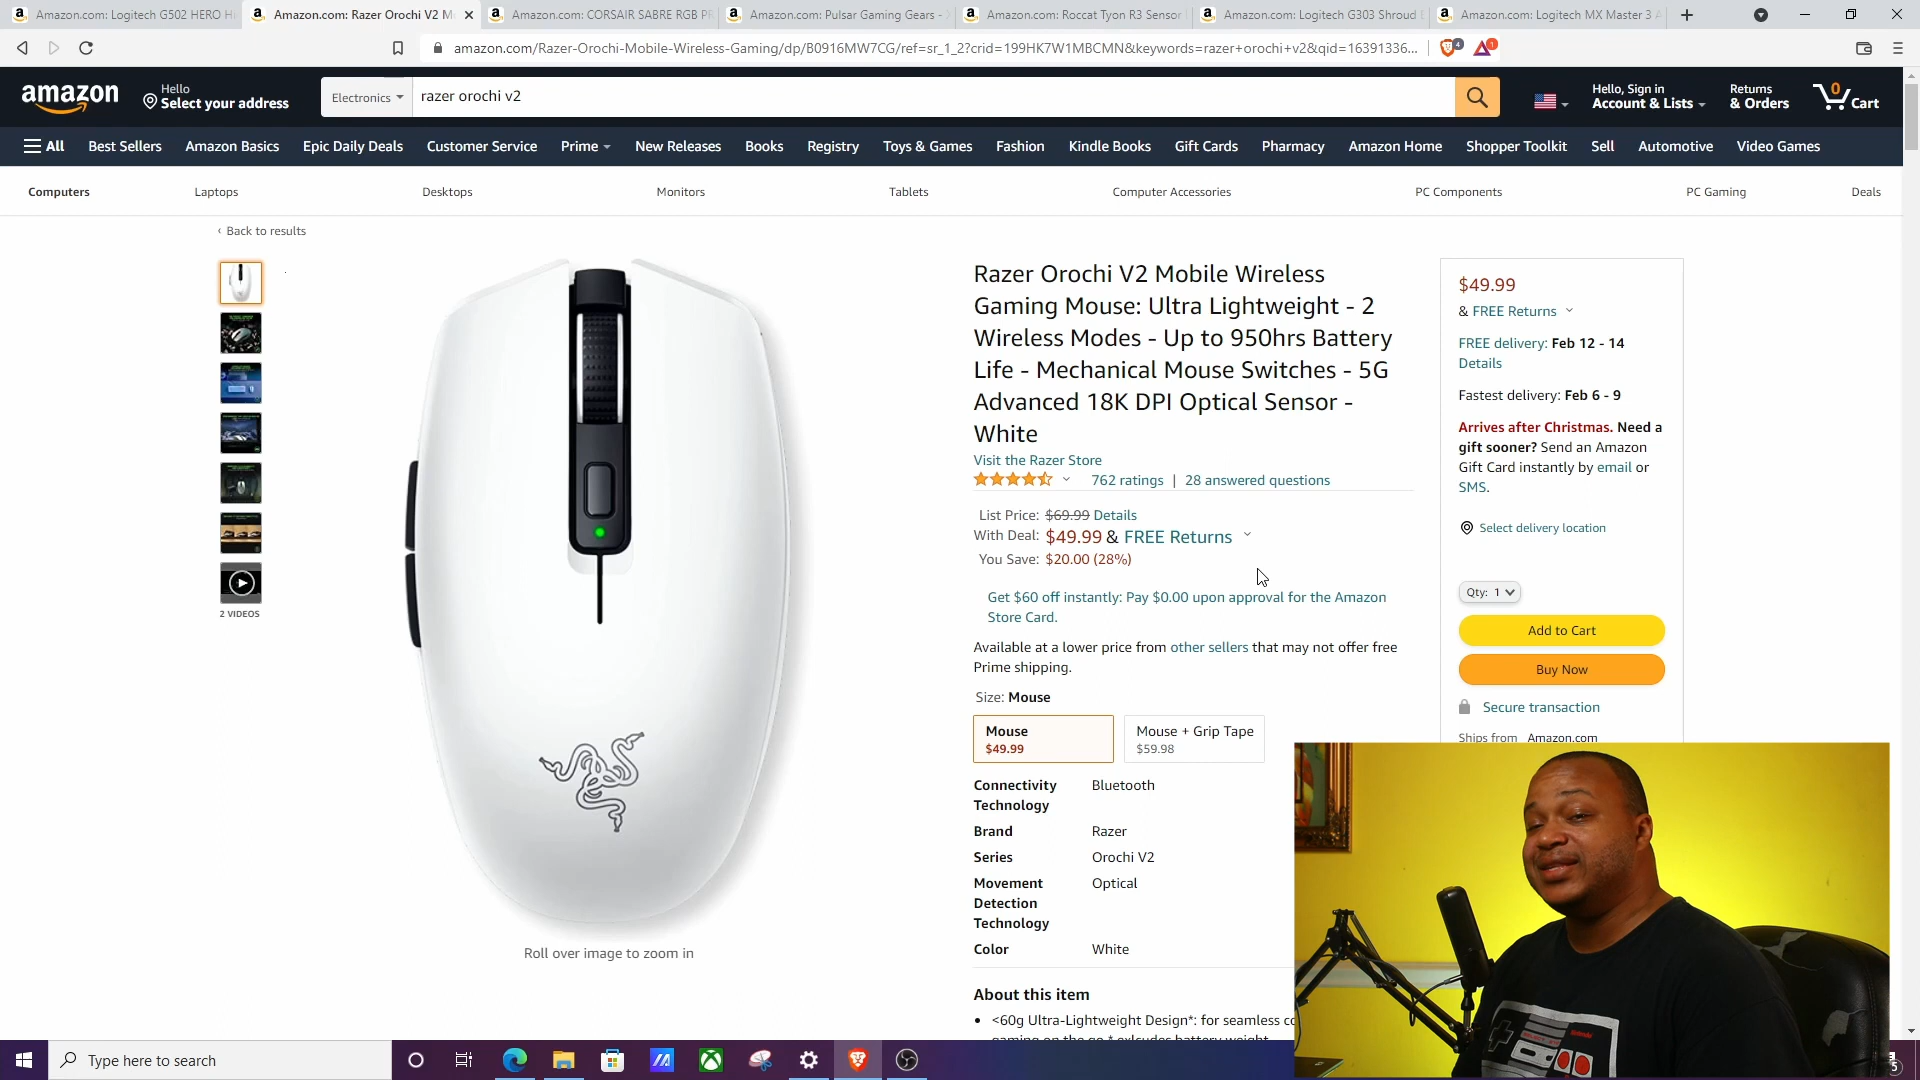 Amazon.com: Logitech G502 HERO H
Amazon.com: Razer Orochi V2 M
Amazon.com: CORSAIR SABRE RGB PR
Amazon.com: Pulsar Gaming Gears -
Amazon.com: Roccat Tyon R3 Sensor
Amazon.com: Logitech G303 Shroud E
Amazon.com: Logitech MX Master 3 A
amazon.com/Razer-Orochi-Mobile-Wireless-Gaming/dp/B0916MW7CG/ref=sr_1_2?crid=199HK7W1MBCMN&keywords=razer+orochi+v2&qid=16391336...
4
1
amazon
Hello
Select your address
Electronics
razer orochi v2
Hello, Sign in
Account & Lists
Returns
& Orders
0
Cart
All
Best Sellers
Amazon Basics
Epic Daily Deals
Customer Service
Prime
New Releases
Books
Registry
Toys & Games
Fashion
Kindle Books
Gift Cards
Pharmacy
Amazon Home
Shopper Toolkit
Sell
Automotive
Video Games
Computers
Laptops
Desktops
Monitors
Tablets
Computer Accessories
PC Components
PC Gaming
Deals
‹ Back to results
2 VIDEOS
Roll over image to zoom in
Razer Orochi V2 Mobile Wireless
Gaming Mouse: Ultra Lightweight - 2
Wireless Modes - Up to 950hrs Battery
Life - Mechanical Mouse Switches - 5G
Advanced 18K DPI Optical Sensor -
White
Visit the Razer Store
762 ratings | 28 answered questions
List Price: $69.99 Details
With Deal: $49.99 & FREE Returns
You Save: $20.00 (28%)
Get $60 off instantly: Pay $0.00 upon approval for the Amazon
Store Card.
Available at a lower price from other sellers that may not offer free
Prime shipping.
Size: Mouse
Mouse
$49.99
Mouse + Grip Tape
$59.98
Connectivity Technology Bluetooth
Brand Razer
Series Orochi V2
Movement Detection Technology Optical
Color White
About this item
• <60g Ultra-Lightweight Design*: for seamless
gaming on the go * exlcudes battery weight
$49.99
& FREE Returns
FREE delivery: Feb 12 - 14
Details
Fastest delivery: Feb 6 - 9
Arrives after Christmas. Need a
gift sooner? Send an Amazon
Gift Card instantly by email or
SMS.
Select delivery location
Qty: 1
Add to Cart
Buy Now
Secure transaction
Ships from Amazon.com
Nintendo
Type here to search
5